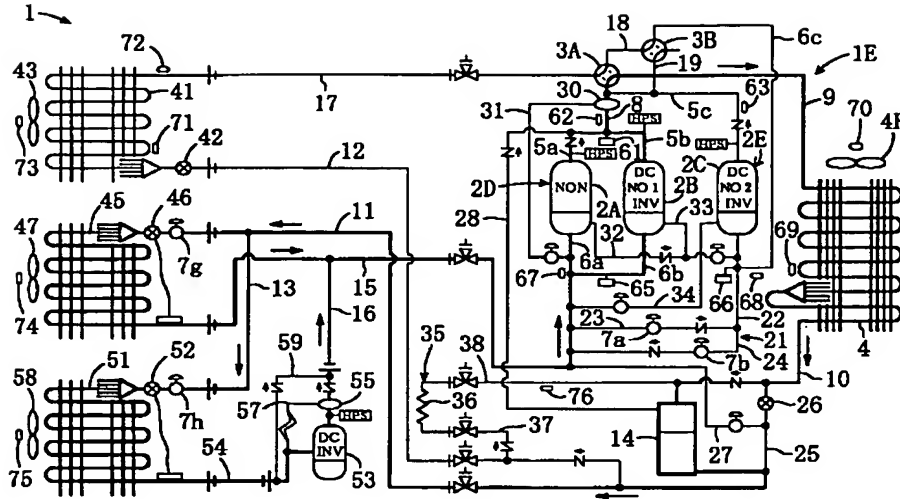 1
18
3A
3B
6c
1E
72
43
41
17
30
19
63
9
31
8
5c
70
4F
62
HPS
71
42
61
5b
HPS
2E
73
12
5a
HPS
2C
DC
DC
2D
NON
NO 1
2B
NO 2
INV
INV
45
46
11
2A
33
69
47
28
32
7g
6a
6b
13
15
67
65
66
68
74
34
16
23
22
7a
21
51
52
59
35
38
24
4
58
55
7b
10
57
36
76
26
7h
HPS
37
14
27
DC
INV
25
75
54
53